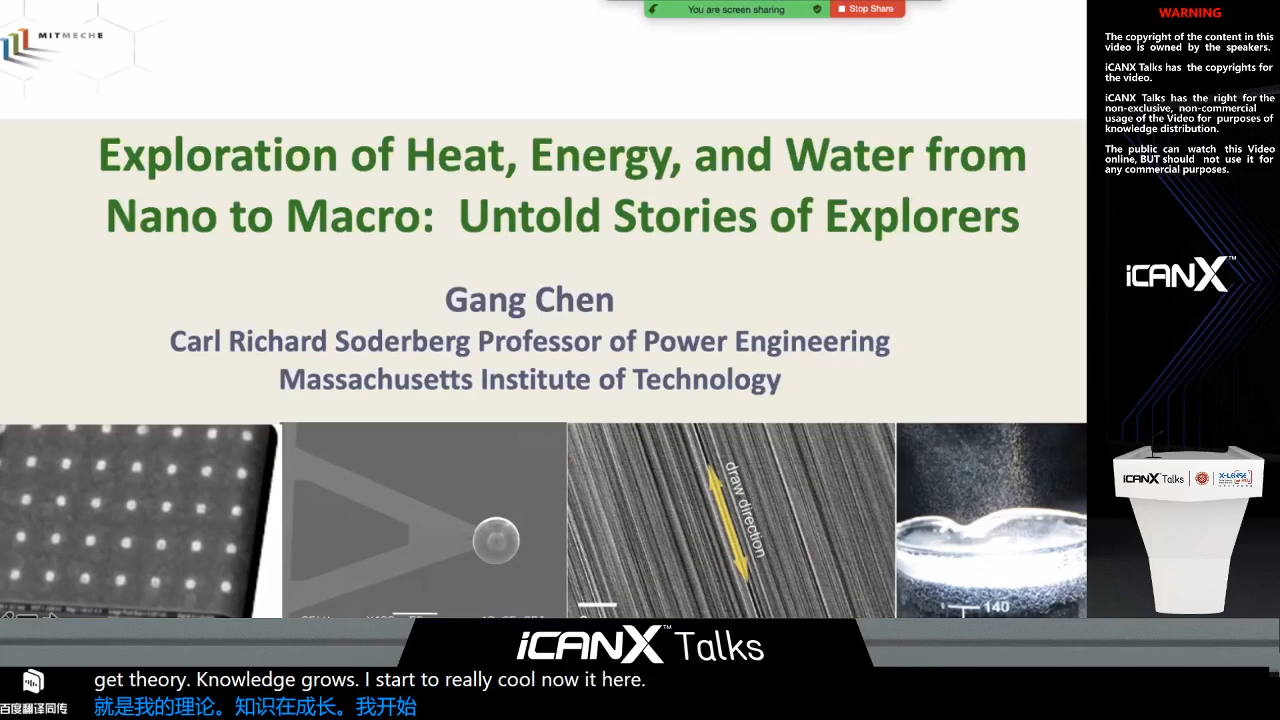 You are screen sharing
Stop Share
MITMECHE
Exploration of Heat, Energy, and Water from
Nano to Macro: Untold Stories of Explorers
Gang Chen
Carl Richard Soderberg Professor of Power Engineering
Massachusetts Institute of Technology
draw direction
140
WARNING
The copyright of the content in this
video is owned by the speakers.
iCANX Talks has the copyrights for
the video.
iCANX Talks has the right for the
non-exclusive, non-commercial
usage of the Video for purposes of
knowledge distribution.
The public can watch this Video
online, BUT should not use it for
any commercial purposes.
iCANX™
iCANX Talks
iCANX™ Talks
get theory. Knowledge grows. I start to really cool now it here.
就是我的理论。知识在成长。我开始
百度翻译同传